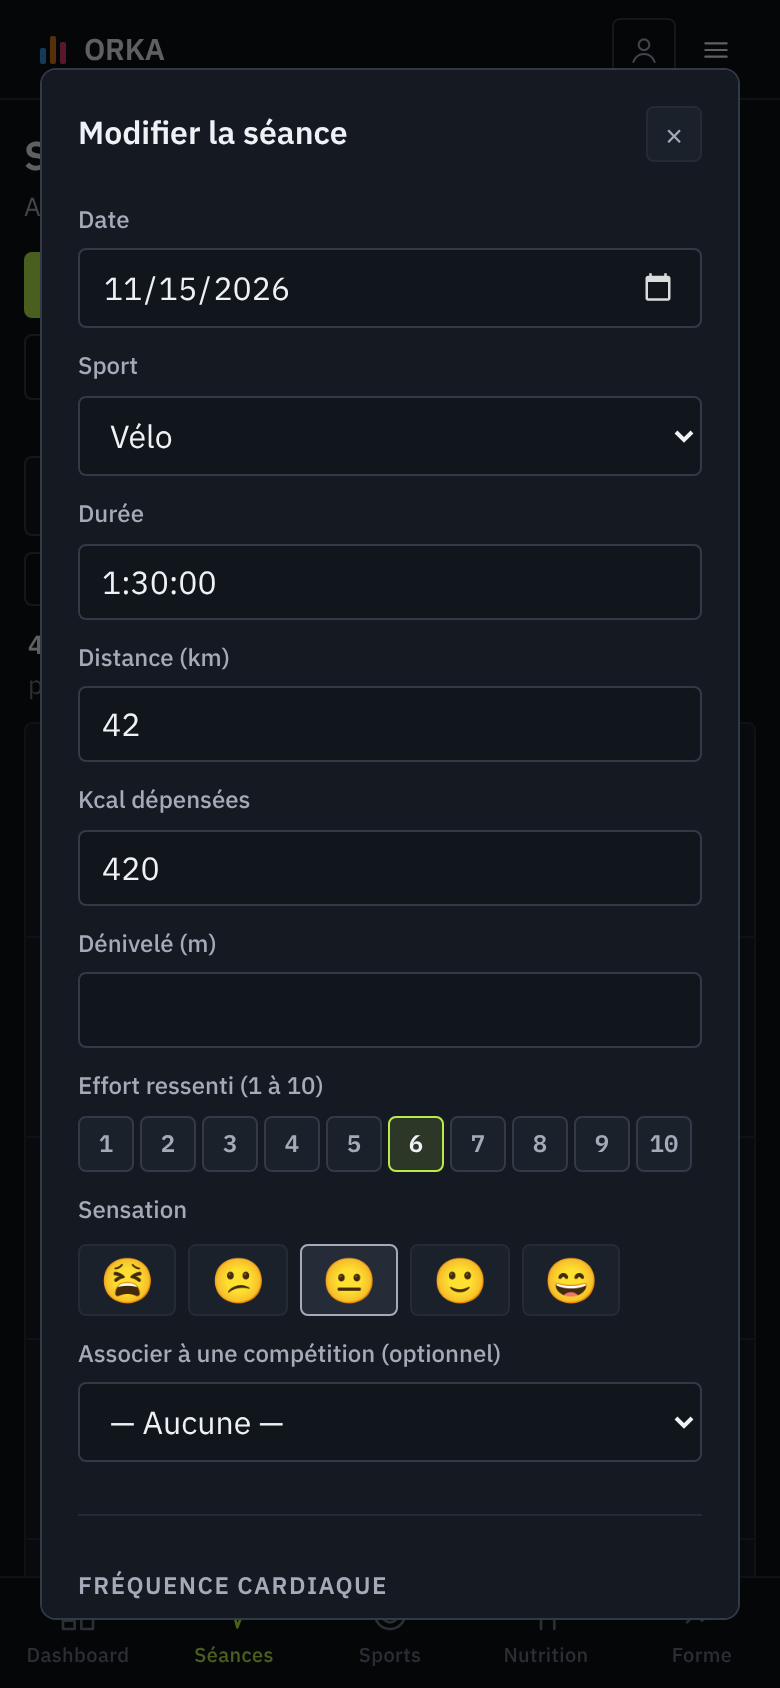 ORKA
Modifier la séance
×
Date
11/15/2026
Sport
Vélo
Durée
1:30:00
Distance (km)
42
Kcal dépensées
420
Dénivelé (m)
Effort ressenti (1 à 10)
1 2 3 4 5 6 7 8 9 10
Sensation
Associer à une compétition (optionnel)
— Aucune —
FRÉQUENCE CARDIAQUE
Dashboard Séances Sports Nutrition Forme